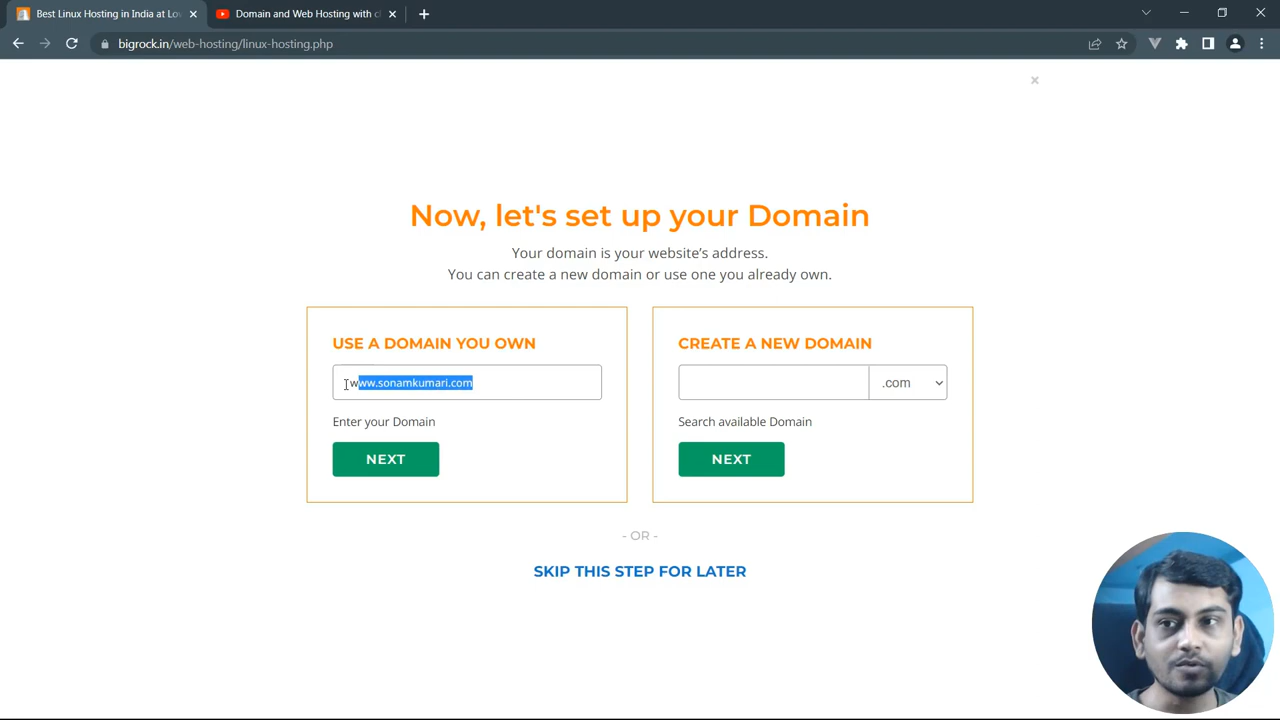 Best Linux Hosting in India at Lov
Domain and Web Hosting with cl
bigrock.in/web-hosting/linux-hosting.php
Now, let's set up your Domain
Your domain is your website's address.
You can create a new domain or use one you already own.
USE A DOMAIN YOU OWN
www.sonamkumari.com
Enter your Domain
NEXT
CREATE A NEW DOMAIN
.com
Search available Domain
NEXT
- OR -
SKIP THIS STEP FOR LATER